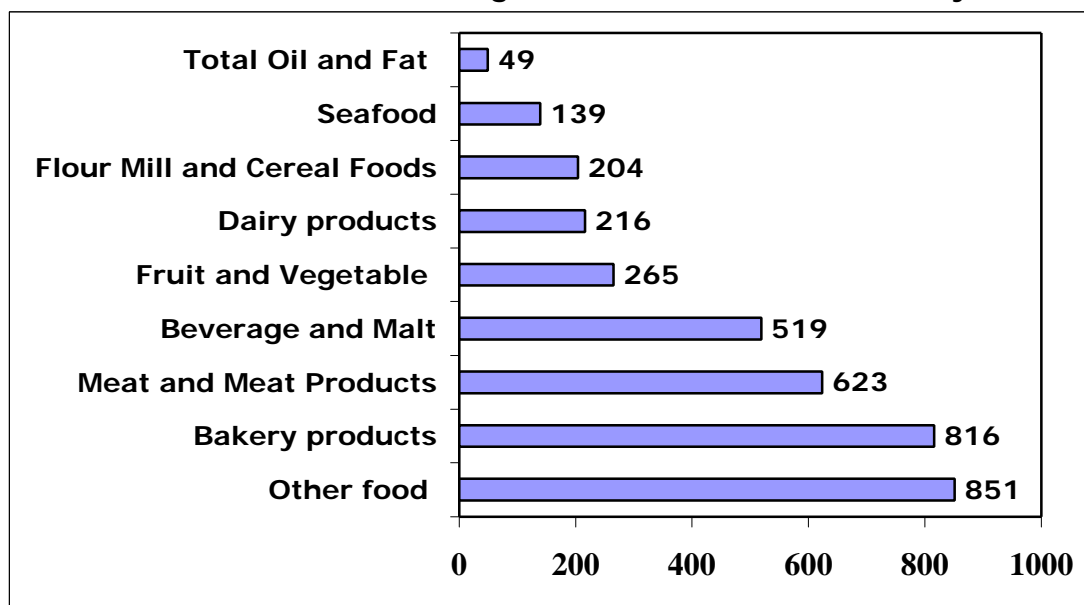 Total Oil and Fat 49
Seafood 139
Flour Mill and Cereal Foods 204
Dairy products 216
Fruit and Vegetable 265
Beverage and Malt 519
Meat and Meat Products 623
Bakery products 816
Other food 851
0 200 400 600 800 1000